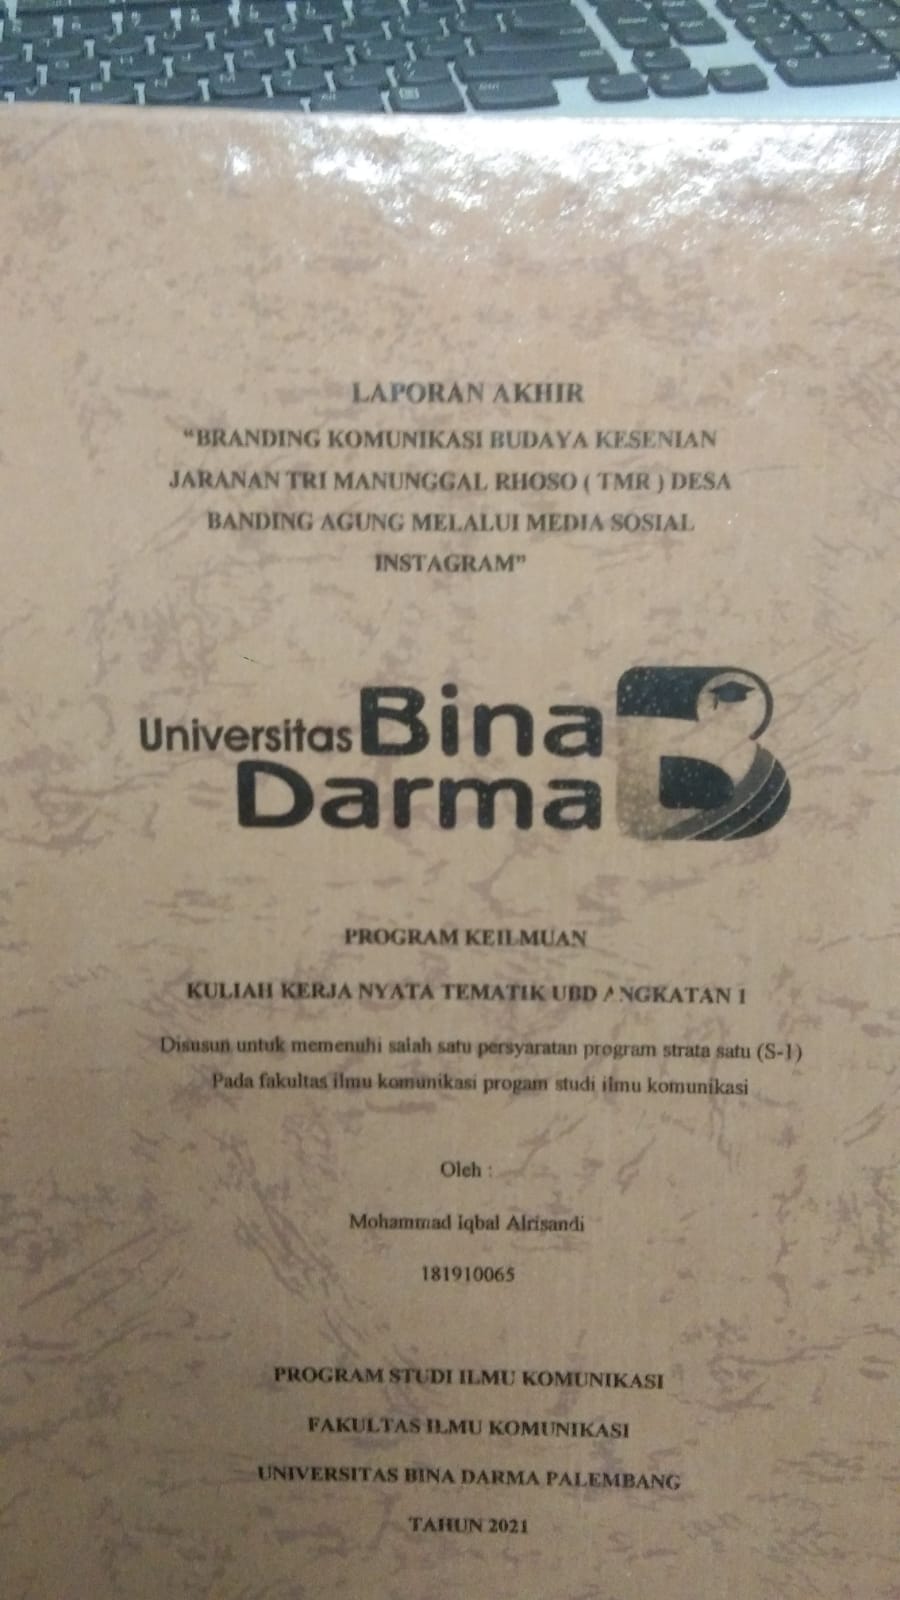 LAPORAN AKHIR
“BRANDING KOMUNIKASI BUDAYA KESENIAN
JARANAN TRI MANUNGGAL RHOSO ( TMR ) DESA
BANDING AGUNG MELALUI MEDIA SOSIAL
INSTAGRAM”
Universitas Bina
Darma
PROGRAM KEILMUAN
KULIAH KERJA NYATA TEMATIK UBD ANGKATAN 1
Disusun untuk memenuhi salah satu persyaratan program strata satu (S-1)
Pada fakultas ilmu komunikasi progam studi ilmu komunikasi
Oleh :
Mohammad Iqbal Alrisandi
181910065
PROGRAM STUDI ILMU KOMUNIKASI
FAKULTAS ILMU KOMUNIKASI
UNIVERSITAS BINA DARMA PALEMBANG
TAHUN 2021